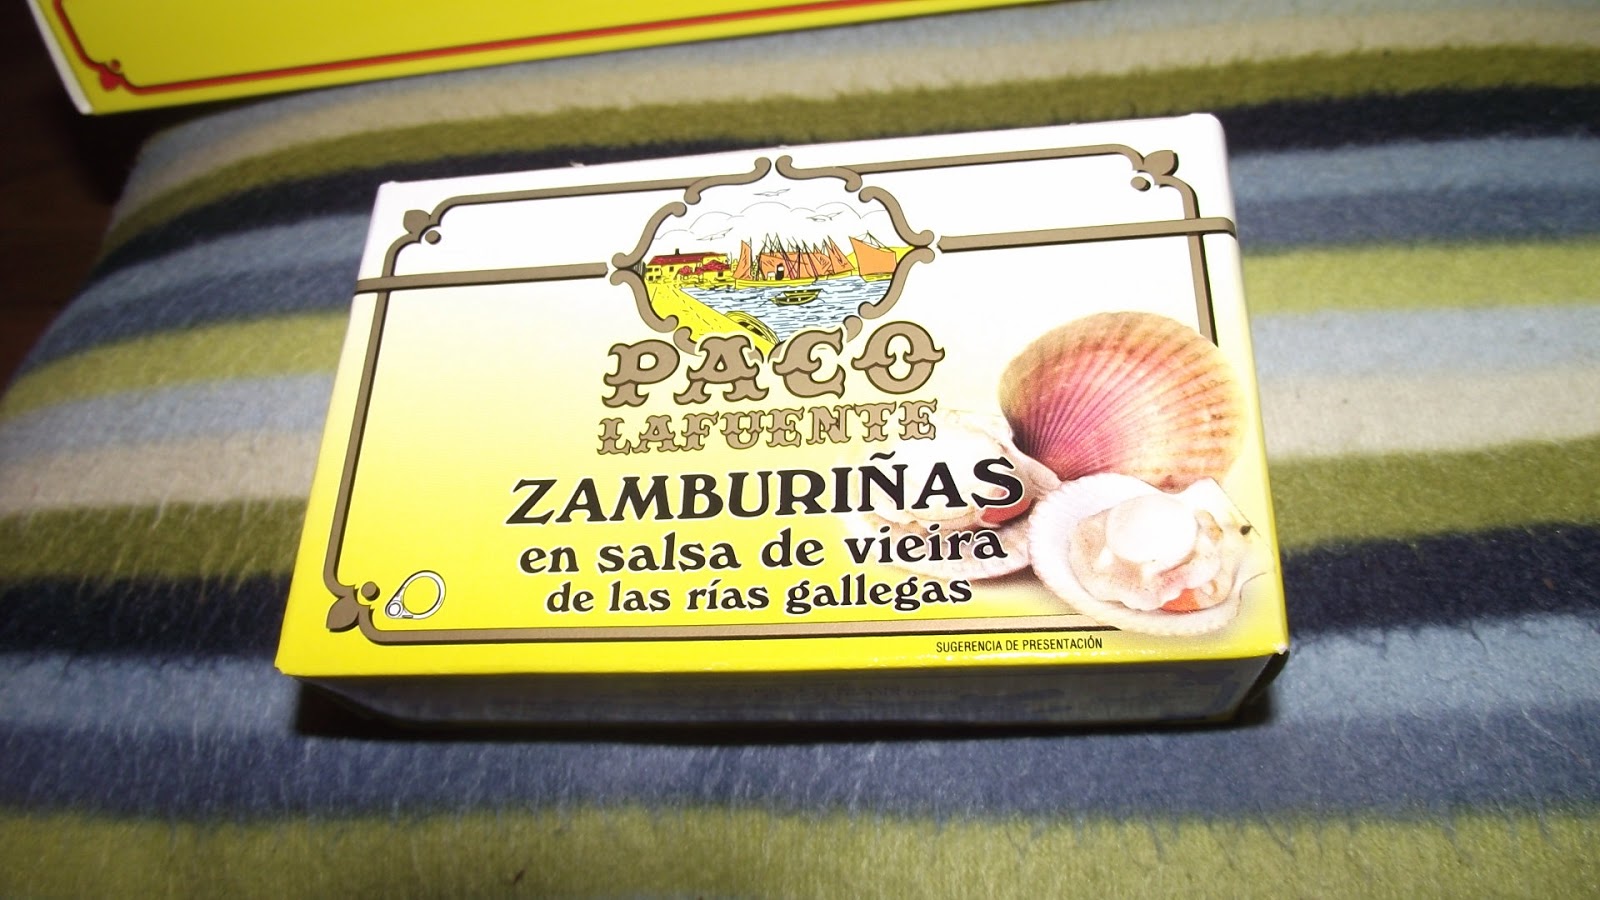 PACO
LAFUENTE
ZAMBURIÑAS
en salsa de vieira
de las rías gallegas
SUGERENCIA DE PRESENTACIÓN